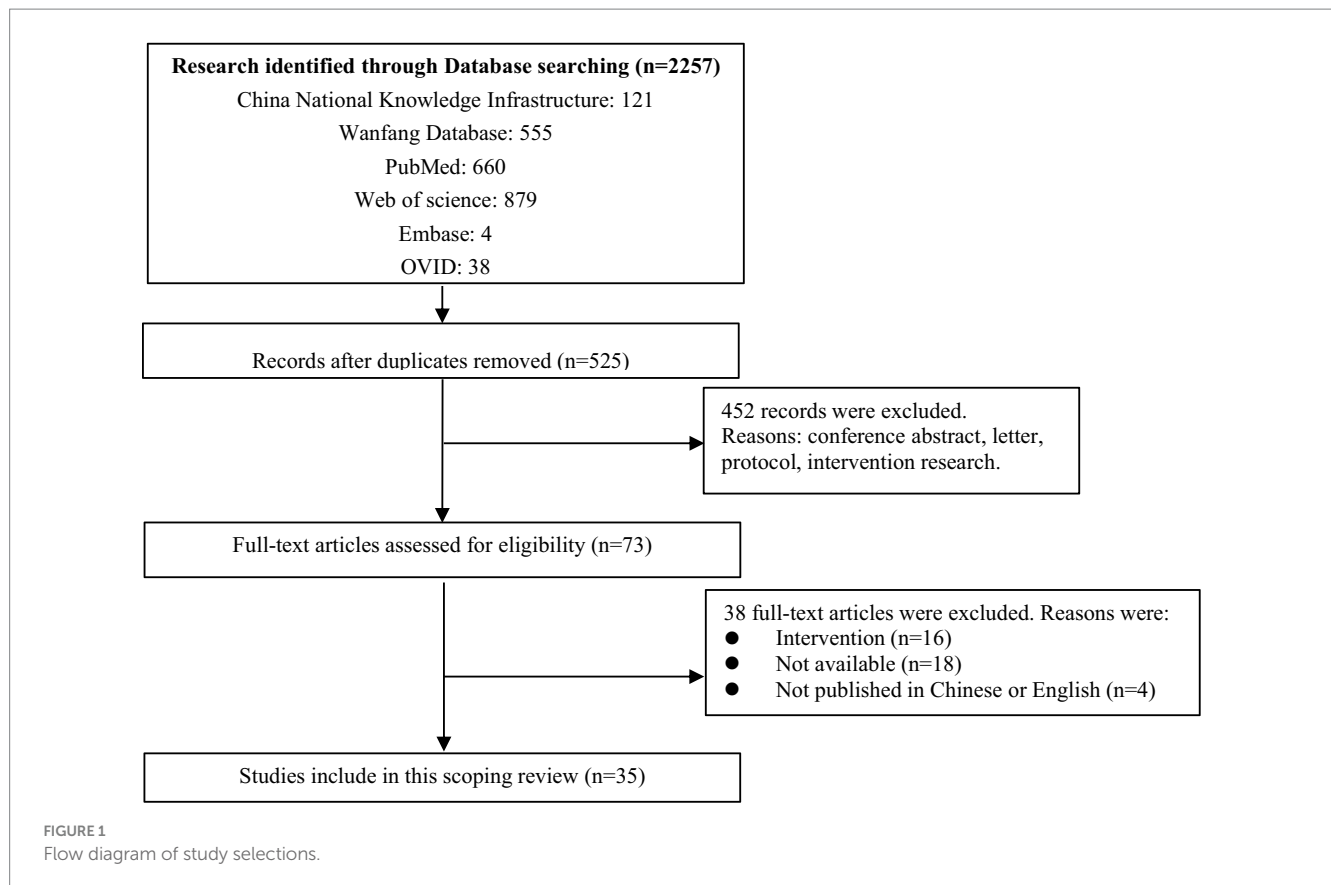 Research identified through Database searching (n=2257)
China National Knowledge Infrastructure: 121
Wanfang Database: 555
PubMed: 660
Web of science: 879
Embase: 4
OVID: 38
Records after duplicates removed (n=525)
452 records were excluded.
Reasons: conference abstract, letter,
protocol, intervention research.
Full-text articles assessed for eligibility (n=73)
38 full-text articles were excluded. Reasons were:
● Intervention (n=16)
● Not available (n=18)
● Not published in Chinese or English (n=4)
Studies include in this scoping review (n=35)
FIGURE 1
Flow diagram of study selections.